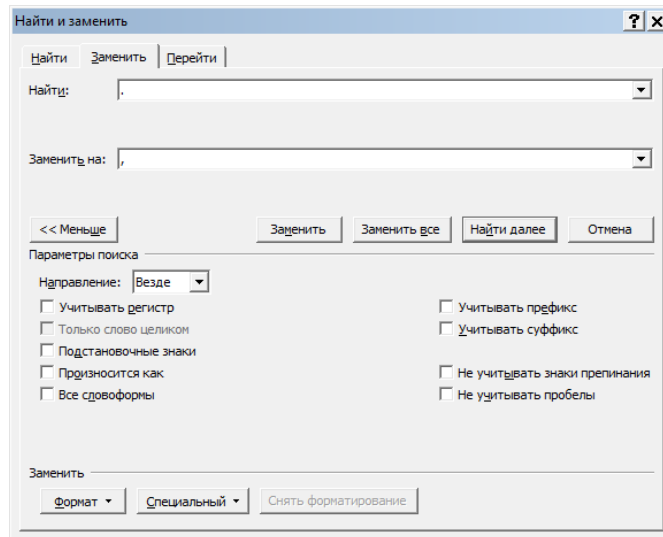 Найти и заменить
Найти Заменить Перейти
Найти: .
Заменить на: ,
<< Меньше Заменить Заменить все Найти далее Отмена
Параметры поиска
Направление: Везде
Учитывать регистр Учитывать префикс
Только слово целиком Учитывать суффикс
Подстановочные знаки
Произносится как Не учитывать знаки препинания
Все словоформы Не учитывать пробелы
Заменить
Формат Специальный Снять форматирование